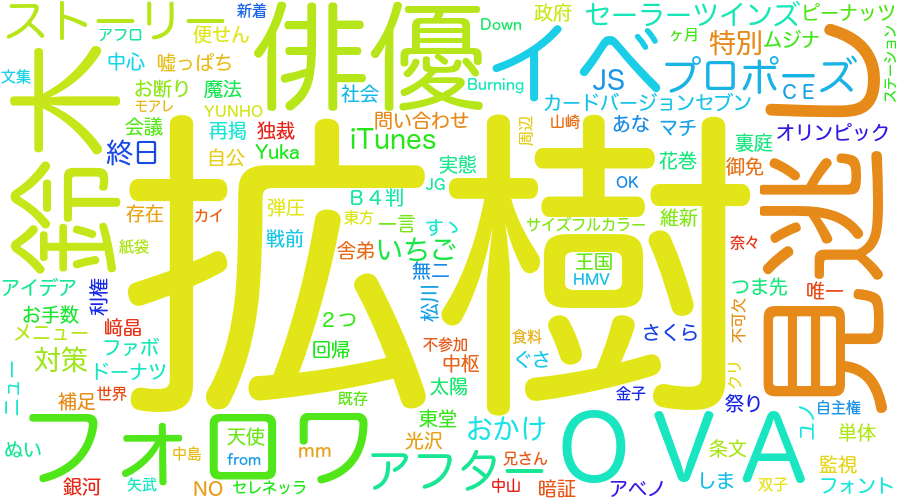 ストーリー
アフロ
新着
便せん
俳優
Down
政府
セーラーツインズ
ピーナッツ
文集
中心
嘘っぱち
イベ
特別
ムジナ
ステーション
鈴木
お断り
魔法
社会
Burning
JS
プロポーズ
ヶ月
ＣＥ
見逃し
モアレ
YUNHO
カードバージョンセブン
会議
再掲
独裁
iTunes
問い合わせ
山崎
周辺
あな
マチ
裏庭
オリンピック
終日
自公
Yuka
実態
花巻
御免
拡樹
JG
OK
Ｂ４判
存在
カイ
弾圧
東方
一言
すゝ
サイズフルカラー
維新
紙袋
戦前
舎弟
いちご
奈々
王国
HMV
アイデア
利権
無二
松川
つま先
唯一
お手数
崎晶
２つ
メニュー
ファボ
回帰
不参加
食料
さくら
不可欠
対策
ドーナツ
中枢
ぐさ
ニュー
世界
太陽
クリ
補足
既存
金子
祭り
自主権
フォロワ
東堂
おかけ
ＯＶＡ
ユノ
天使
光沢
単体
ぬい
中島
from
mm
アフター
兄さん
条文
監視
銀河
矢武
NO
セレネッラ
中山
暗証
アベノ
しま
双子
フォント